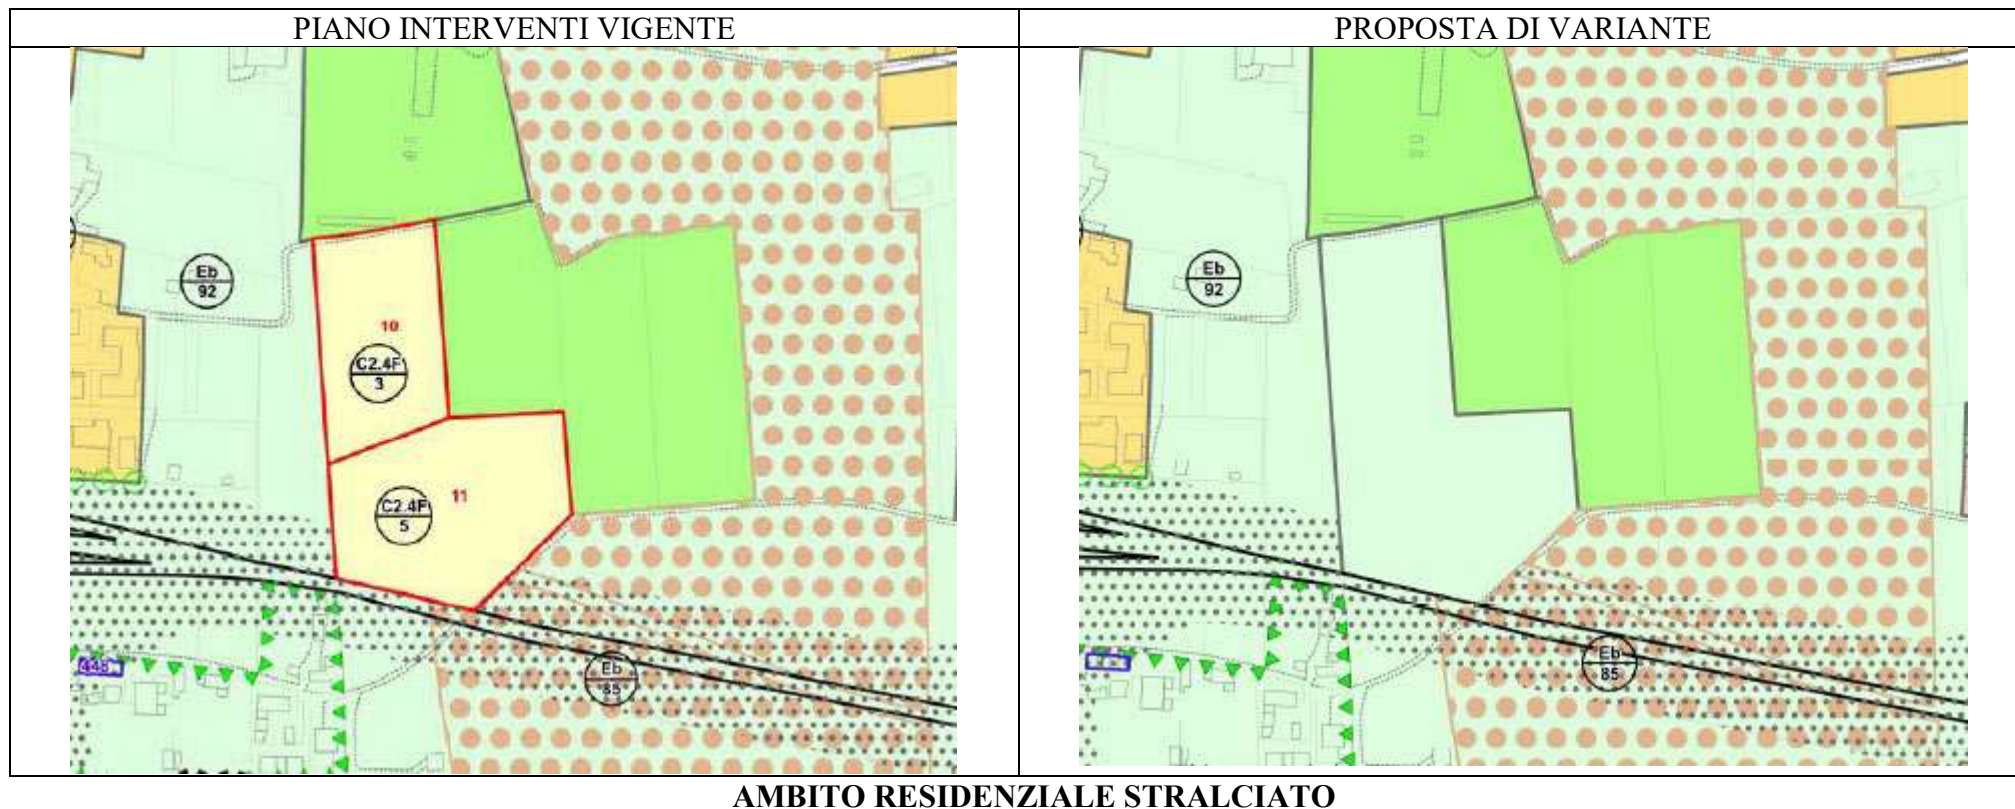 PIANO INTERVENTI VIGENTE
PROPOSTA DI VARIANTE
Eb
92
10
C2.4F
3
11
C2.4F
5
448
Eb
85
Eb
92
Eb
85
AMBITO RESIDENZIALE STRALCIATO